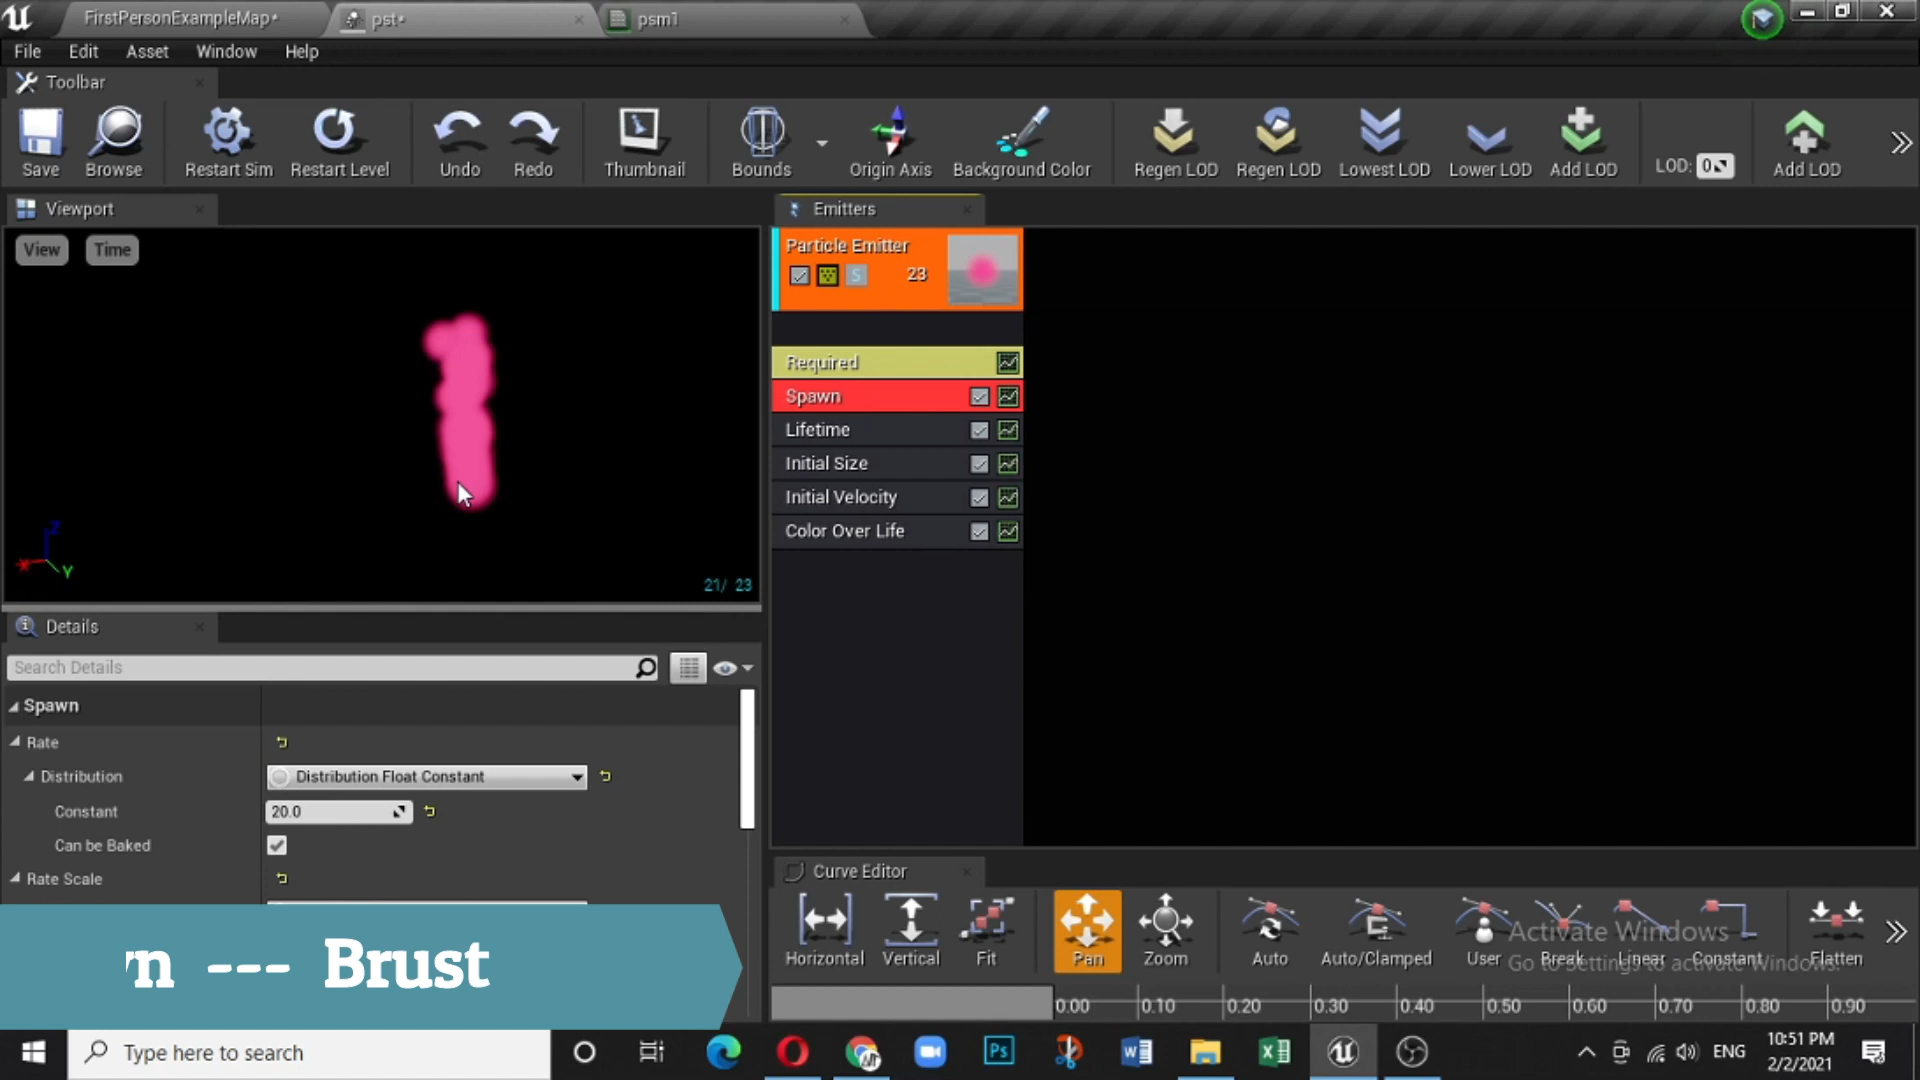 FirstPersonExampleMap*
pst*
psm1
File Edit Asset Window Help
Toolbar
Save Browse Restart Sim Restart Level Undo Redo Thumbnail Bounds Origin Axis Background Color Regen LOD Regen LOD Lowest LOD Lower LOD Add LOD LOD: 0 Add LOD
Viewport
Emitters
View Time
Particle Emitter
S 23
Required
Spawn
Lifetime
Initial Size
Initial Velocity
Color Over Life
Z
Y
21/ 23
Details
Search Details
Spawn
Rate
Distribution Distribution Float Constant
Constant 20.0
Can be Baked
Rate Scale
Curve Editor
Horizontal Vertical Fit Pan Zoom Auto Auto/Clamped User Break Linear Constant Flatten
Activate Windows
Go to Settings to activate Windows.
--- Brust
0.00 0.10 0.20 0.30 0.40 0.50 0.60 0.70 0.80 0.90
Type here to search
Ps
ENG
10:51 PM
2/2/2021